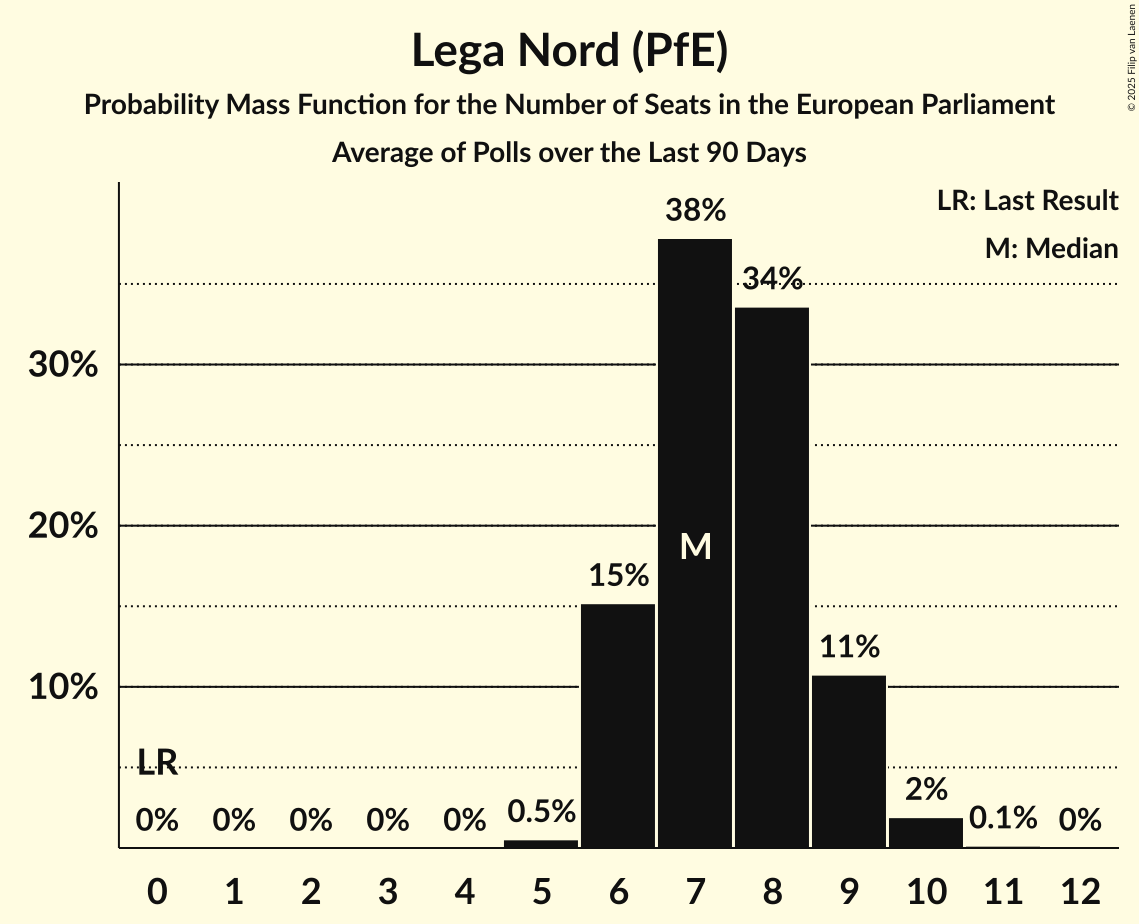 Lega Nord (PfE)
Probability Mass Function for the Number of Seats in the European Parliament
Average of Polls over the Last 90 Days
© 2025 Filip van Laenen
LR: Last Result
M: Median
38%
34%
30%
20%
M
15%
11%
10%
LR
0% 0% 0% 0% 0% 0.5% 2% 0.1% 0%
0 1 2 3 4 5 6 7 8 9 10 11 12